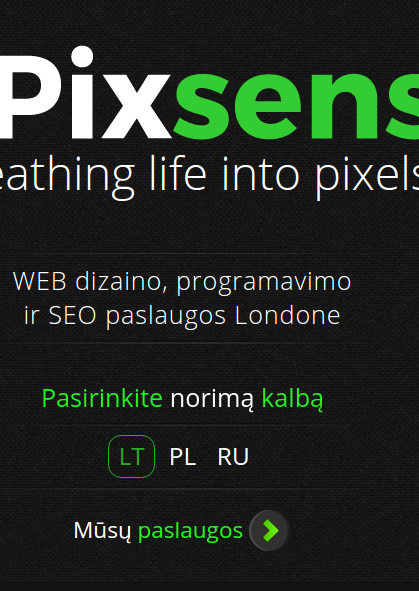 Pixsens
eathing life into pixels
WEB dizaino, programavimo
ir SEO paslaugos Londone
Pasirinkite norimą kalbą
LT PL RU
Mūsų paslaugos